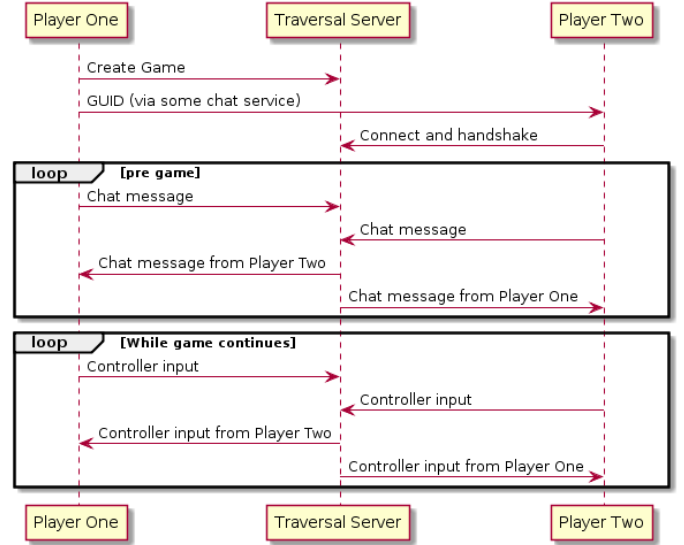 Player One Traversal Server Player Two
Create Game
GUID (via some chat service)
Connect and handshake
loop [pre game]
Chat message
Chat message
Chat message from Player Two
Chat message from Player One
loop [While game continues]
Controller input
Controller input
Controller input from Player Two
Controller input from Player One
Player One Traversal Server Player Two